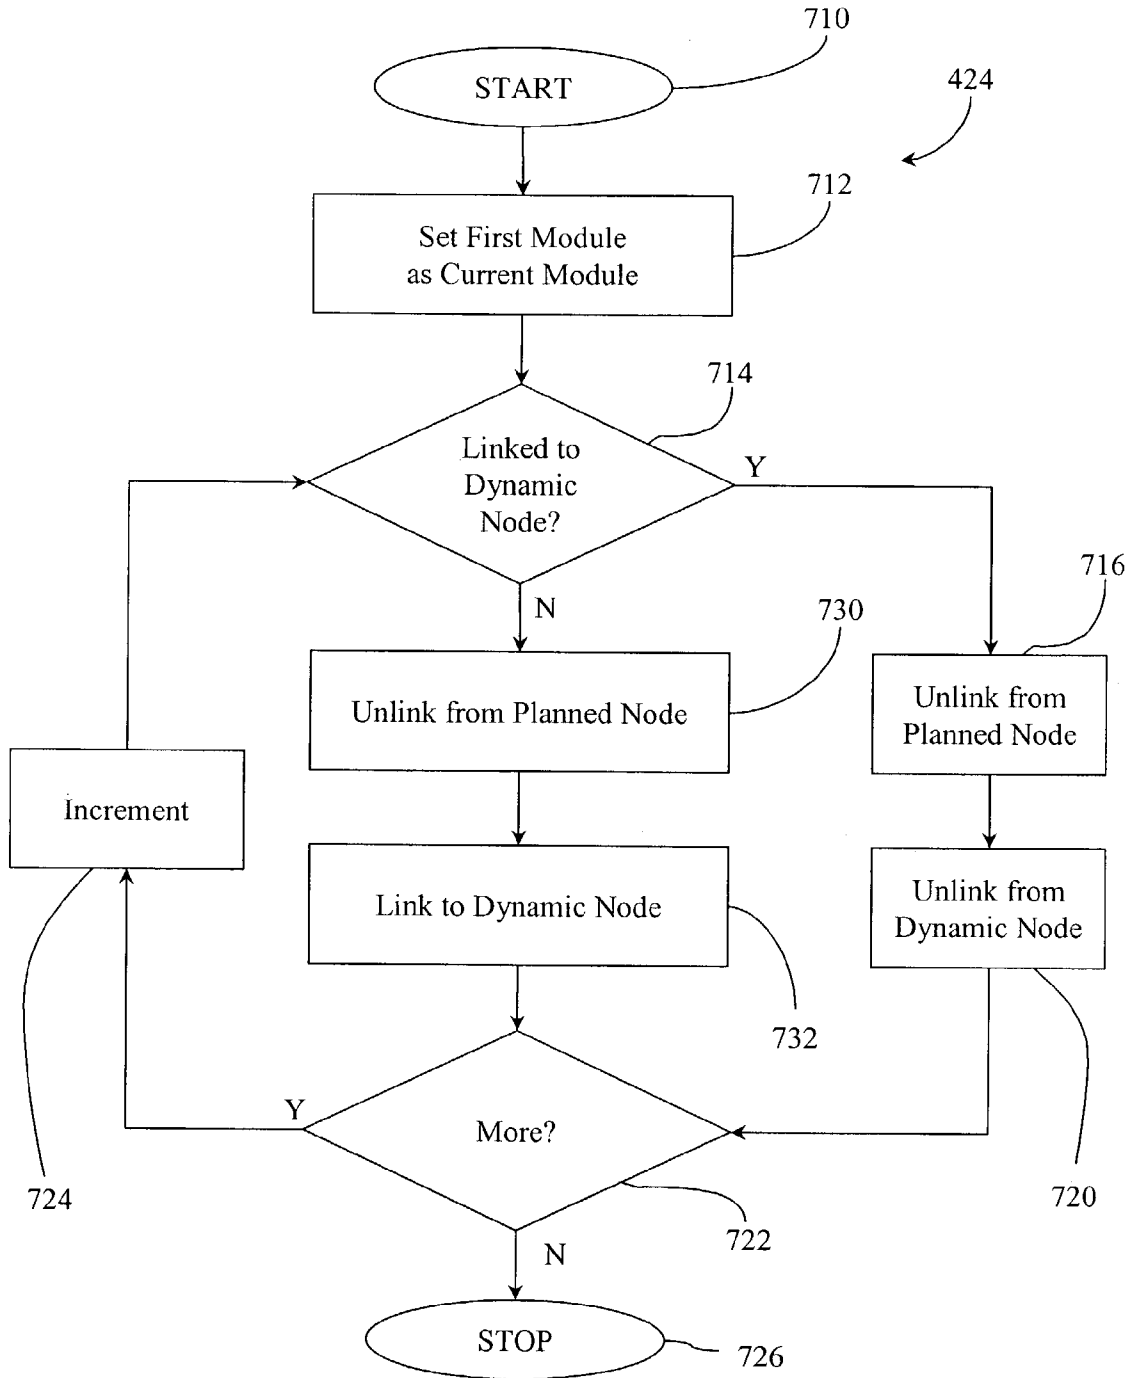 710
START
424
712
Set First Module
as Current Module
714
Linked to
Dynamic
Node?
Y
N
716
730
Unlink from Planned Node
Unlink from
Planned Node
Increment
Link to Dynamic Node
Unlink from
Dynamic Node
732
Y
More?
724
720
722
N
STOP
726